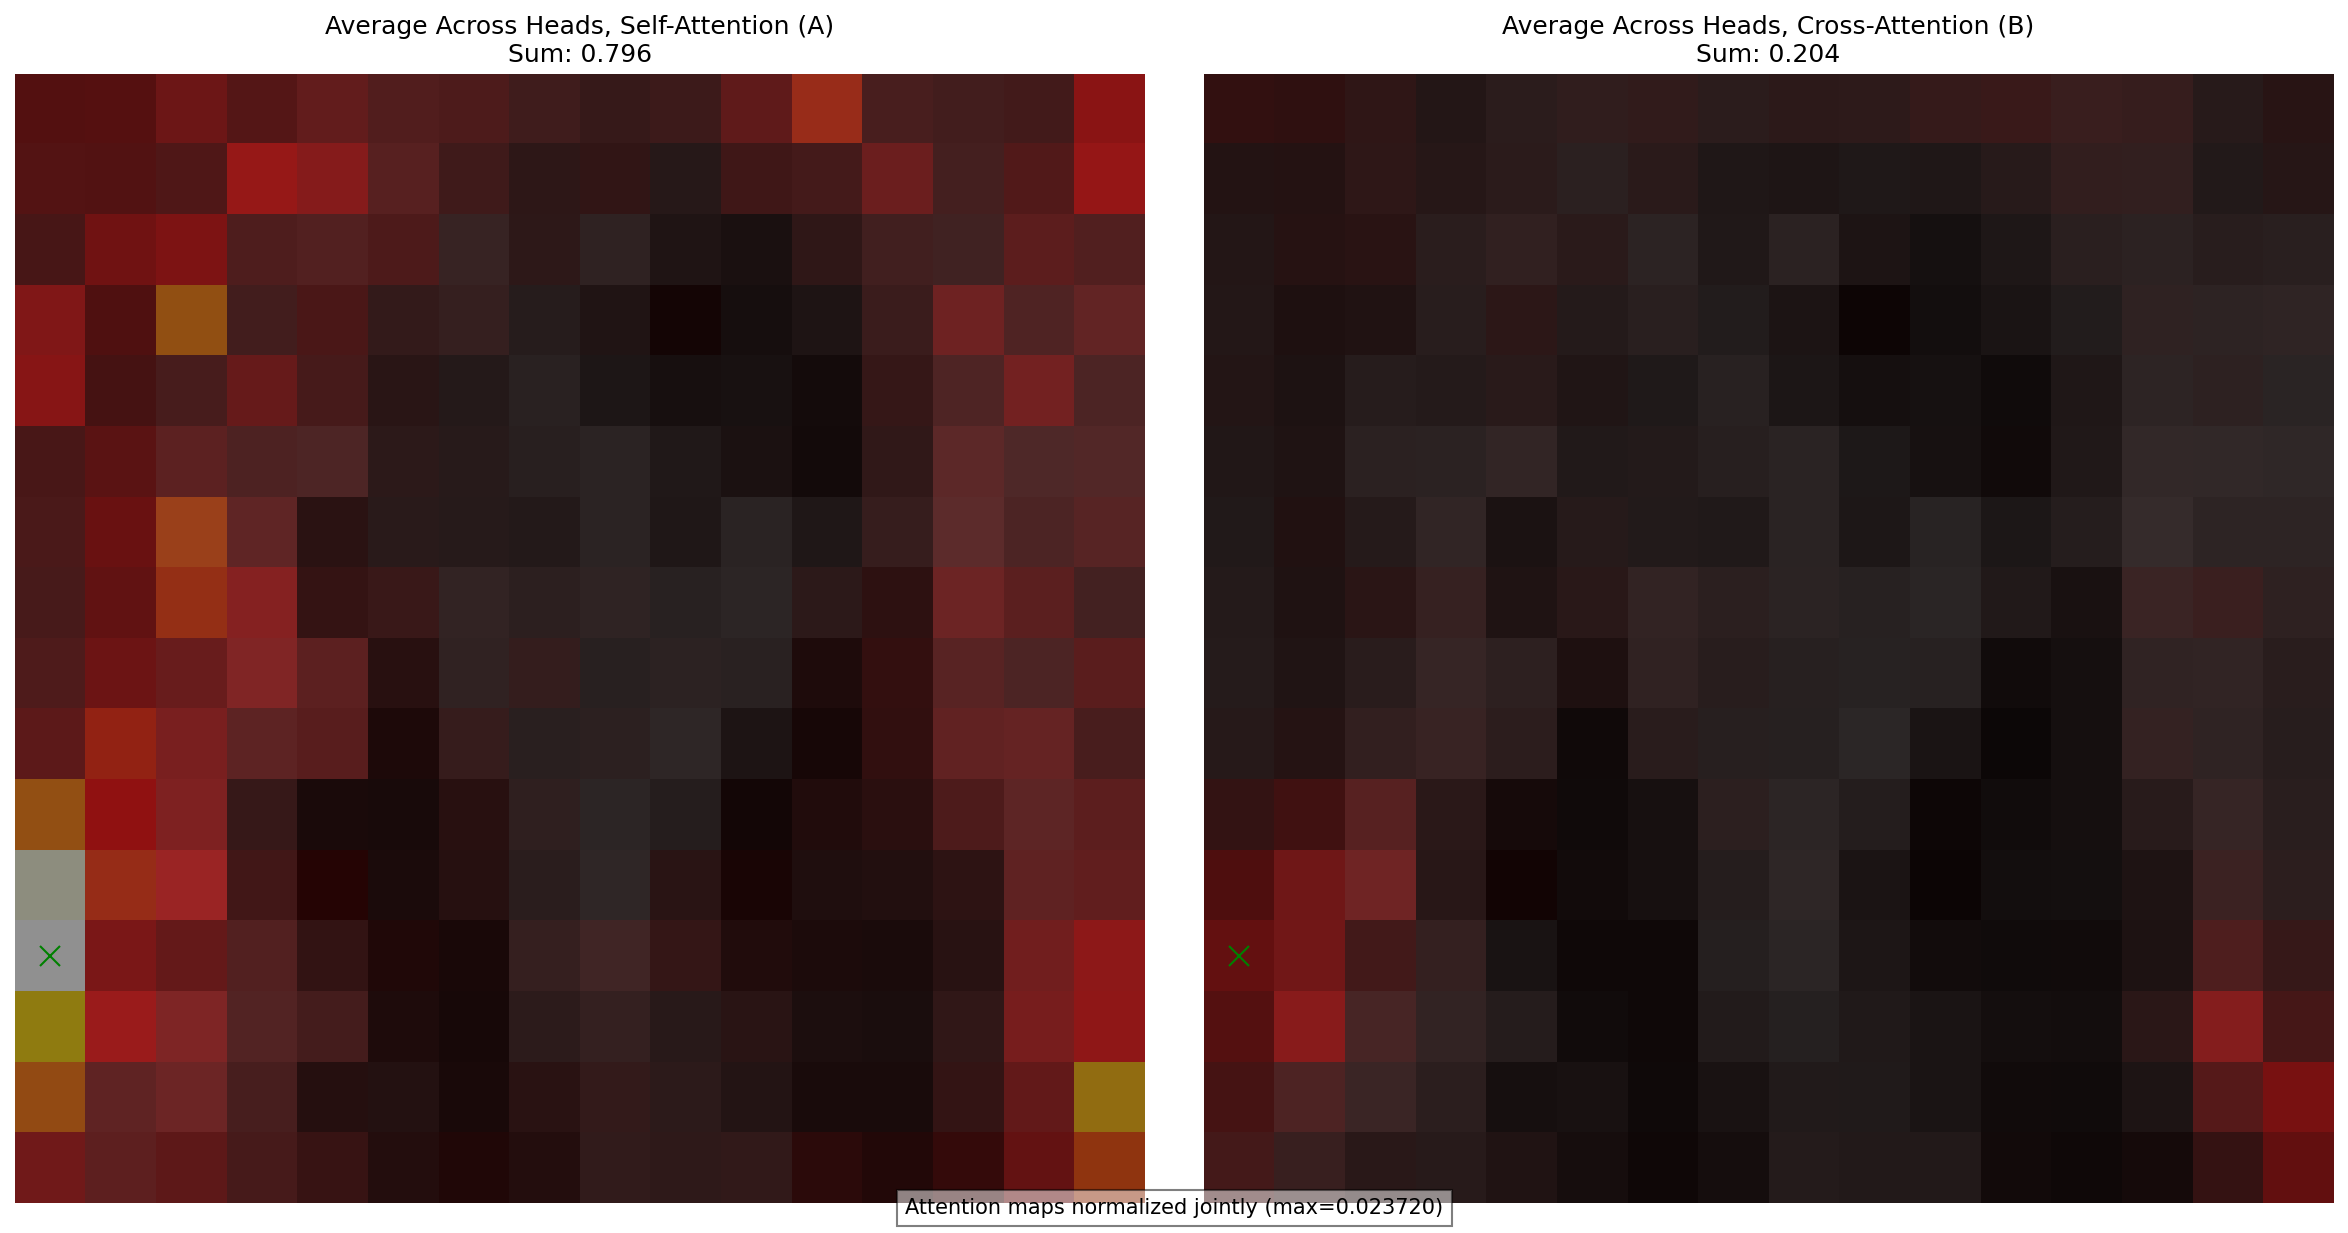 Average Across Heads, Self-Attention (A)
Sum: 0.796
Average Across Heads, Cross-Attention (B)
Sum: 0.204
Attention maps normalized jointly (max=0.023720)